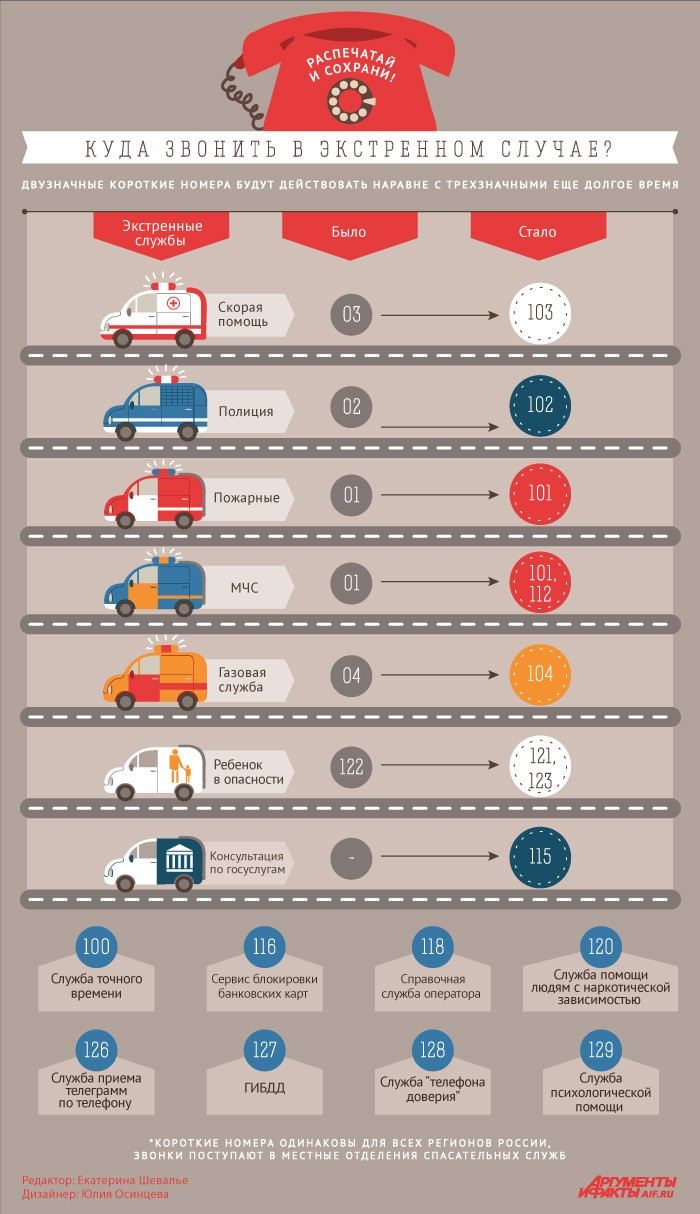 РАСПЕЧАТАЙ
И СОХРАНИ!
КУДА ЗВОНИТЬ В ЭКСТРЕННОМ СЛУЧАЕ?
ДВУЗНАЧНЫЕ КОРОТКИЕ НОМЕРА БУДУТ ДЕЙСТВОВАТЬ НАРАВНЕ С ТРЕХЗНАЧНЫМИ ЕЩЕ ДОЛГОЕ ВРЕМЯ
Экстренные
службы
Было
Стало
Скорая
помощь
03
103
Полиция
02
102
Пожарные
01
101
МЧС
01
101,
112
Газовая
служба
04
104
Ребенок
в опасности
122
121,
123
Консультация
по госуслугам
-
115
100
Служба точного
времени
116
Сервис блокировки
банковских карт
118
Справочная
служба оператора
120
Служба помощи
людям с наркотической
зависимостью
126
Служба приема
телеграмм
по телефону
127
ГИБДД
128
Служба "телефона
доверия"
129
Служба
психологической
помощи
*КОРОТКИЕ НОМЕРА ОДИНАКОВЫ ДЛЯ ВСЕХ РЕГИОНОВ РОССИИ,
ЗВОНКИ ПОСТУПАЮТ В МЕСТНЫЕ ОТДЕЛЕНИЯ СПАСАТЕЛЬНЫХ СЛУЖБ
Редактор: Екатерина Шевалье
Дизайнер: Юлия Осинцева
АРГУМЕНТЫ
И ФАКТЫ AIF.RU